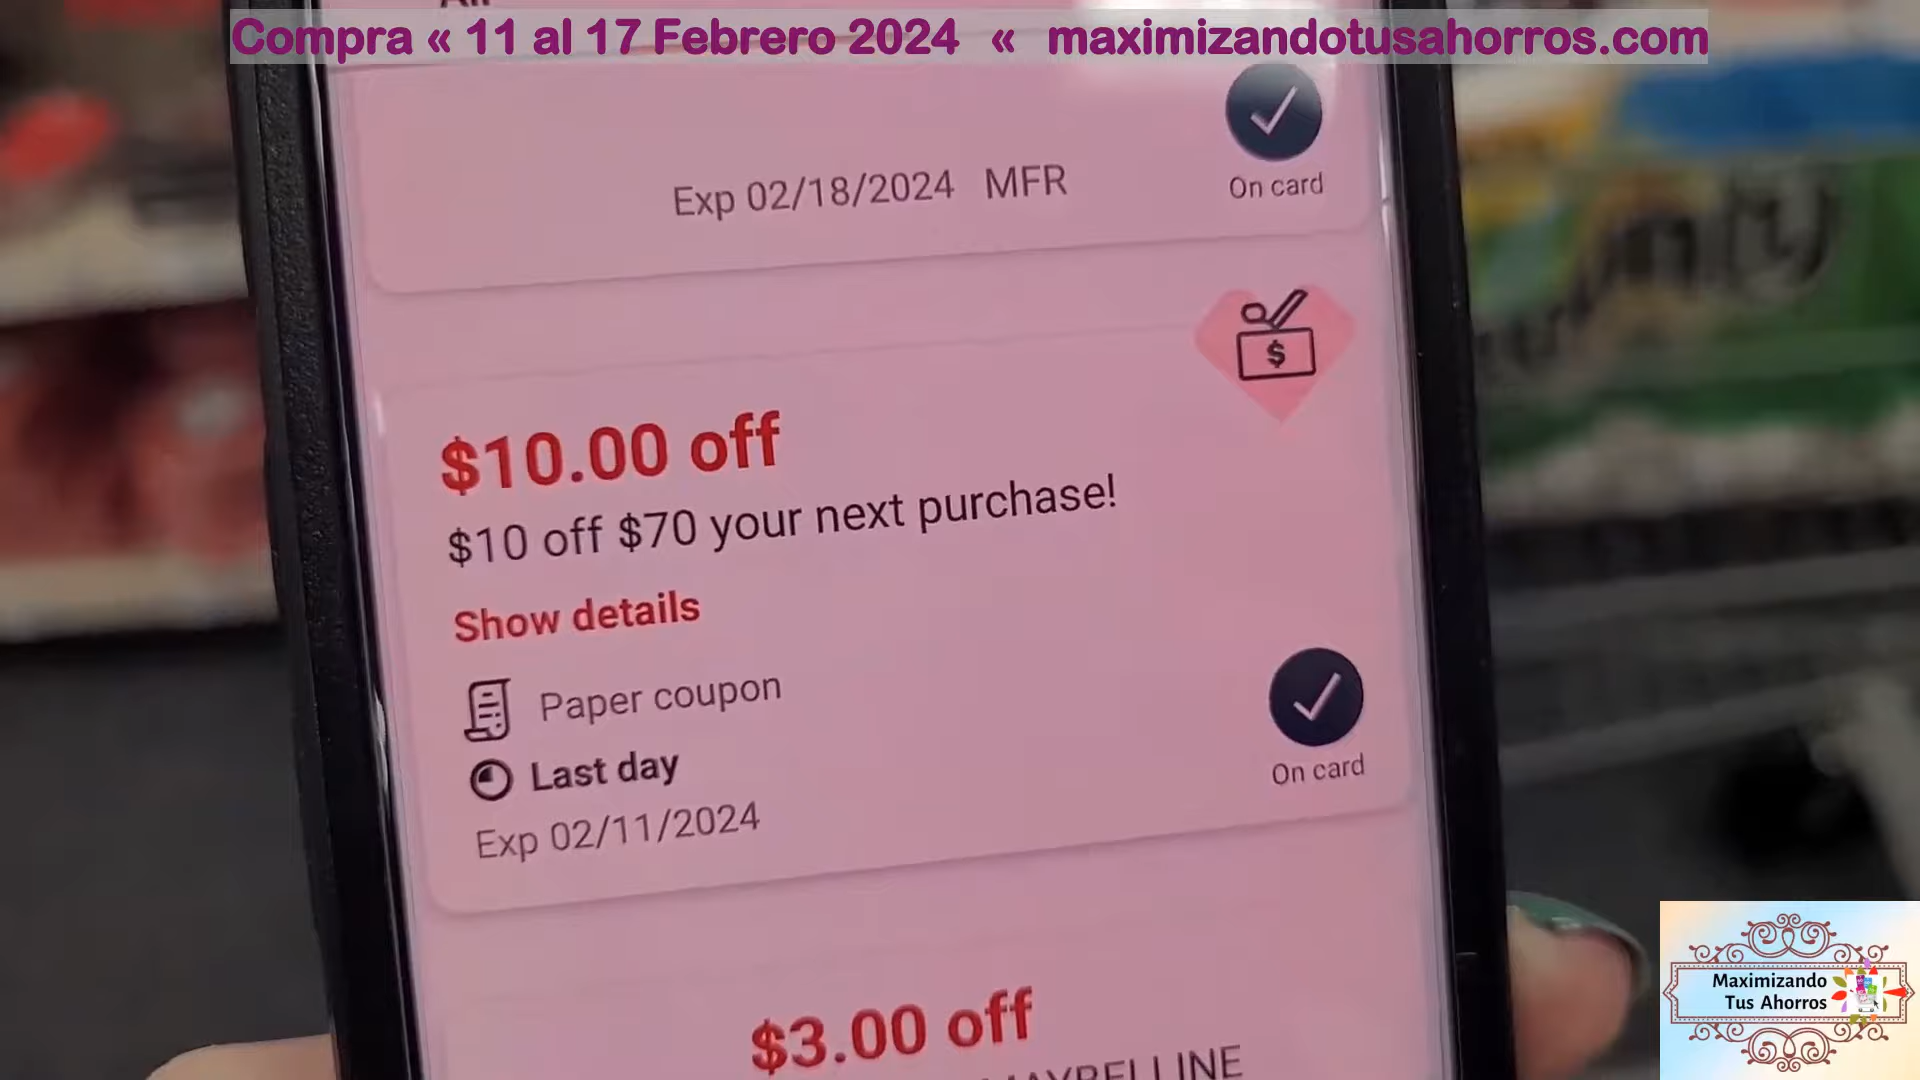 Compra « 11 al 17 Febrero 2024 « maximizandotusahorros.com
Exp 02/18/2024 MFR
On card
$
$10.00 off
$10 off $70 your next purchase!
Show details
Paper coupon
Last day
On card
Exp 02/11/2024
$3.00 off
MAYBELLINE
Maximizando
Tus Ahorros